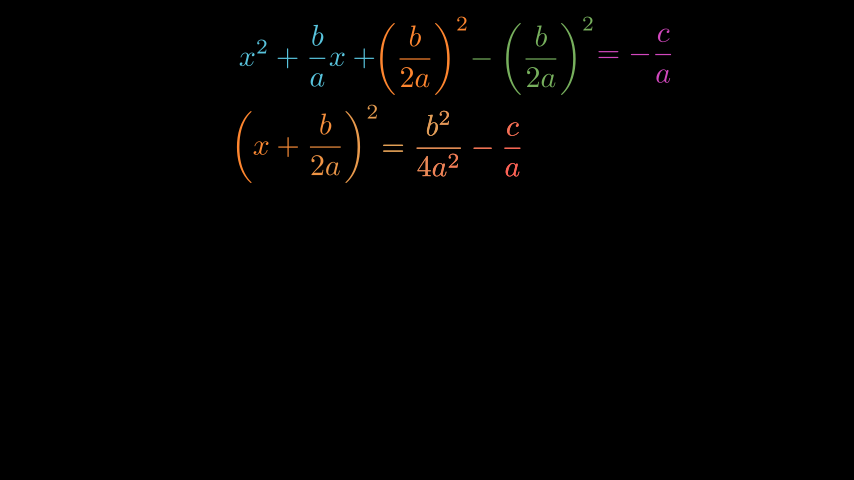 x² + b/a x + (b/2a)² − (b/2a)² = − c/a
(x + b/2a)² = b²/4a² − c/a